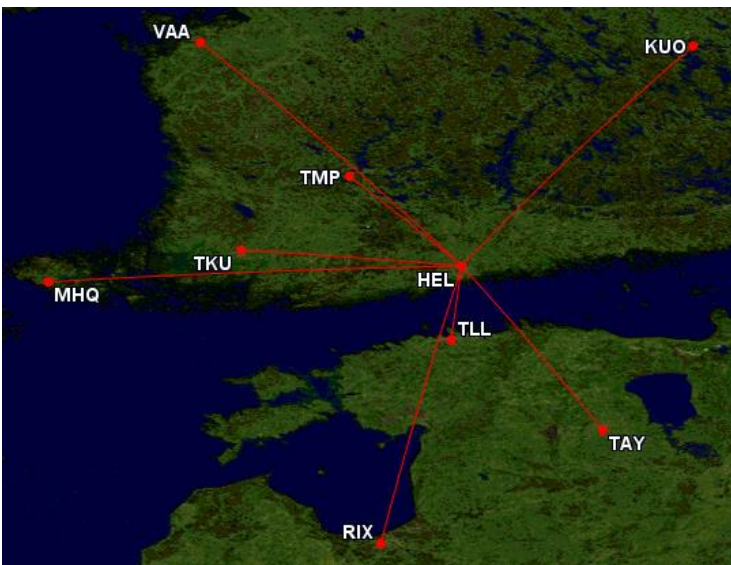 VAA
KUO
TMP
TKU
HEL
MHQ
TLL
TAY
RIX